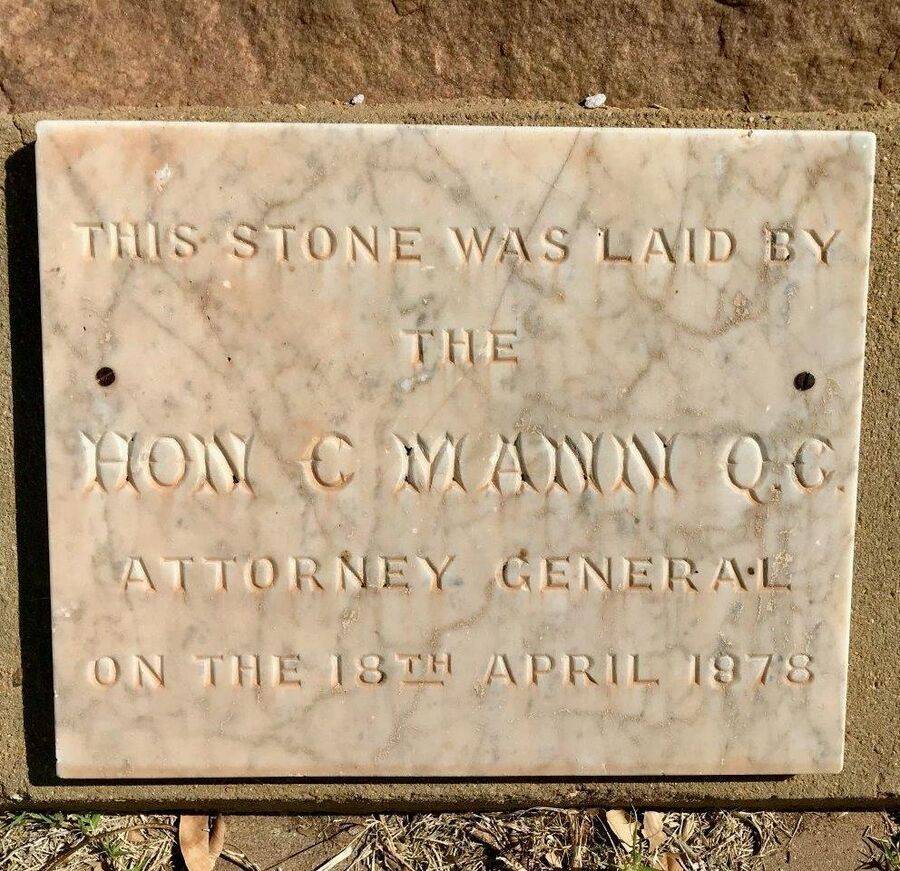 THIS STONE WAS LAID BY
THE
HON C MANN Q.C.
ATTORNEY GENERAL
ON THE 18TH APRIL 1878